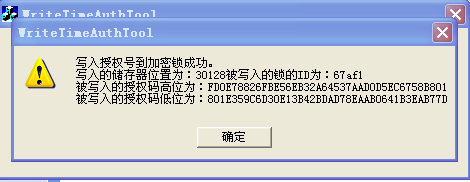 WriteTimeAuthTool
WriteTimeAuthTool
写入授权号到加密锁成功。
写入的储存器位置为：30128被写入的锁的ID为：67af1
被写入的授权码高位为：FD0E78826FBE56EB32A64537AAD0D5EC6758B801
被写入的授权码低位为：801E359C6D30E13B42BDAD78EAAB0641B3EAB77D
确定